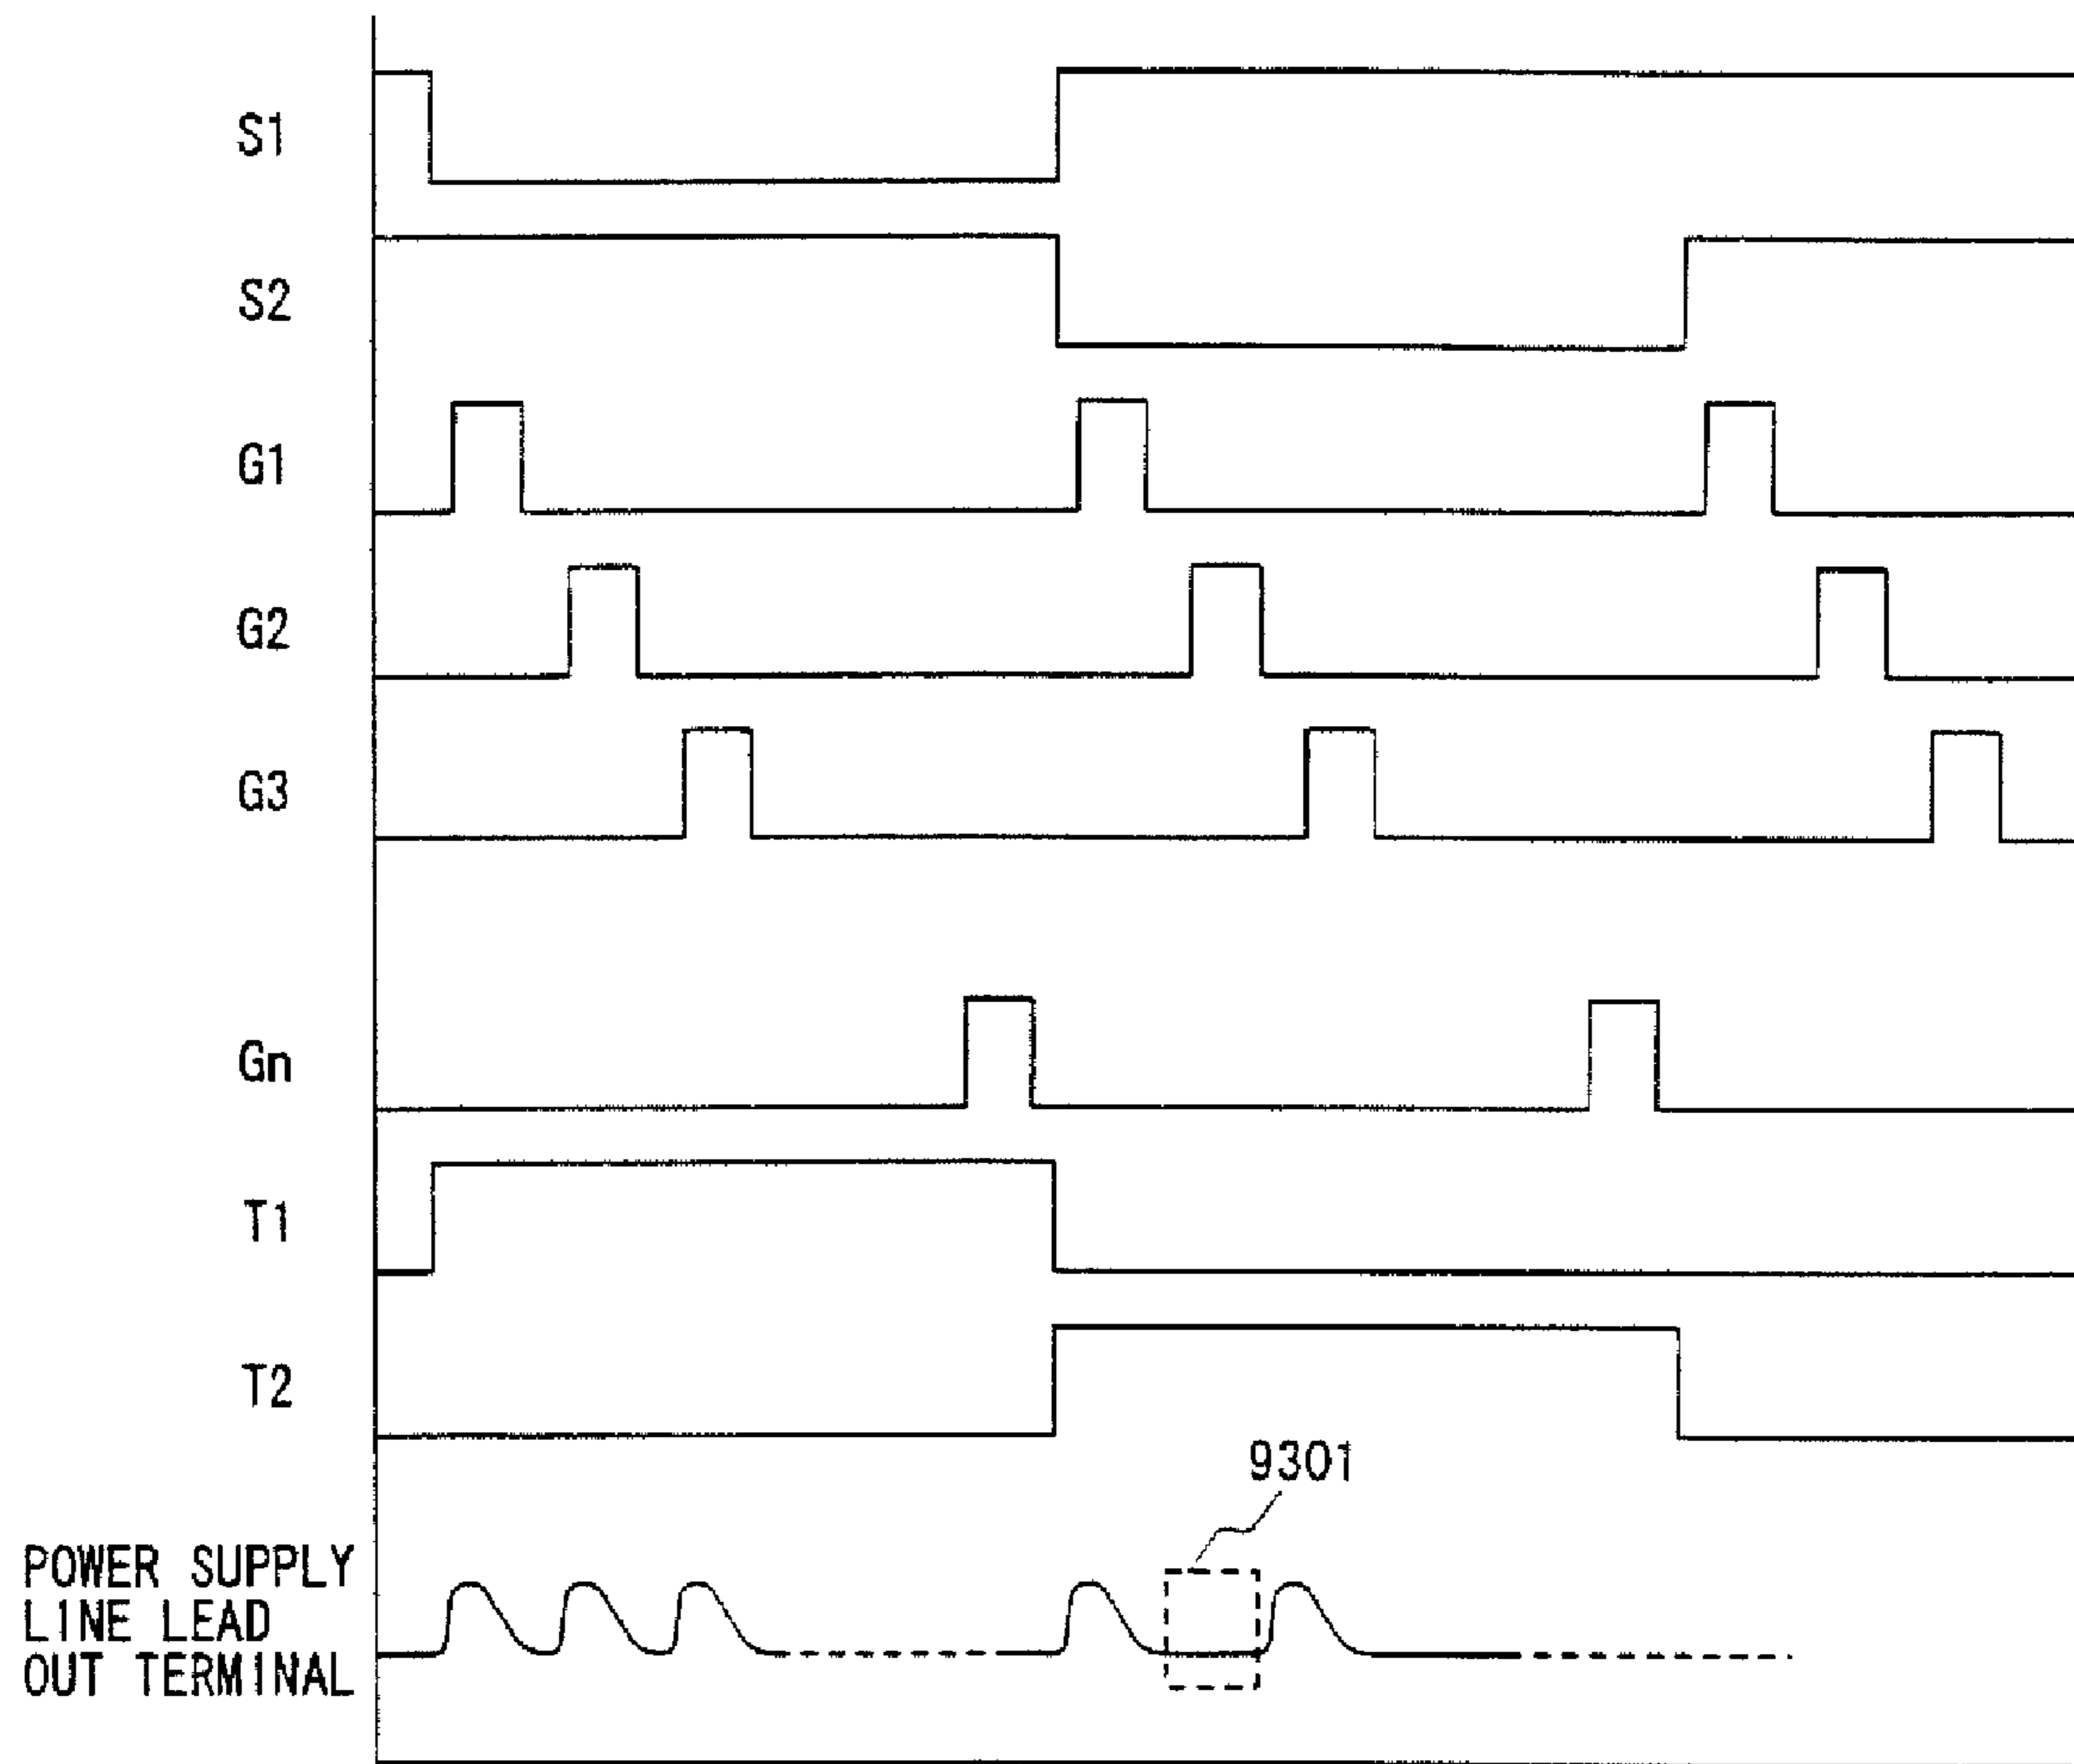 S1
S2
G1
G2
G3
Gn
T1
T2
9301
POWER SUPPLY
LINE LEAD
OUT TERMINAL